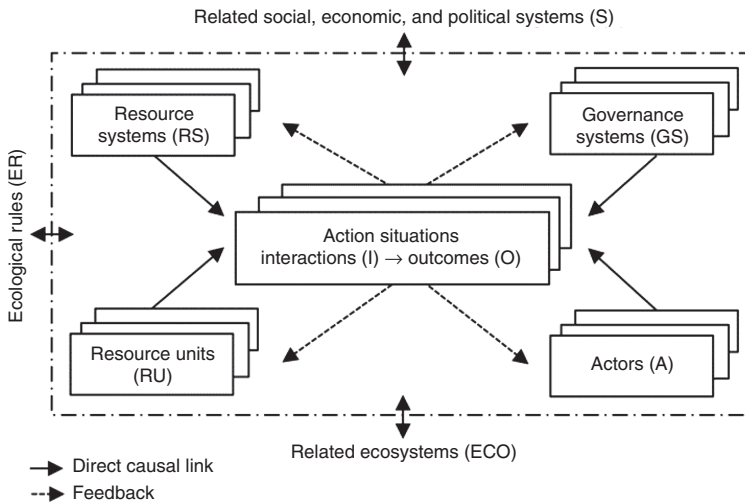 Related social, economic, and political systems (S)
Resource
systems (RS)
Governance
systems (GS)
Ecological rules (ER)
Action situations
interactions (I) → outcomes (O)
Resource units
(RU)
Actors (A)
Related ecosystems (ECO)
Direct causal link
Feedback